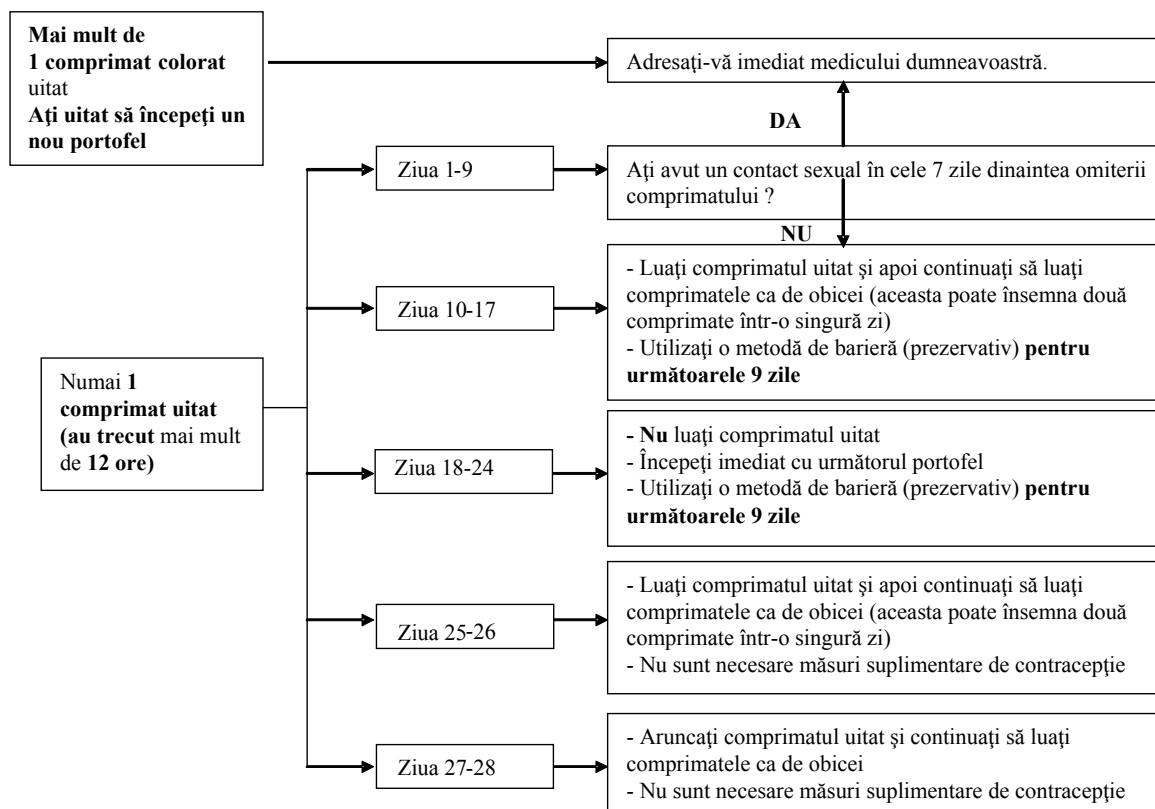 Mai mult de
1 comprimat colorat
uitat
Aţi uitat să începeţi un
nou portofel
Adresaţi-vă imediat medicului dumneavoastră.
DA
Ziua 1-9
Aţi avut un contact sexual în cele 7 zile dinaintea omiterii
comprimatului ?
NU
Ziua 10-17
- Luaţi comprimatul uitat şi apoi continuaţi să luaţi
comprimatele ca de obicei (aceasta poate însemna două
comprimate într-o singură zi)
- Utilizaţi o metodă de barieră (prezervativ) pentru
următoarele 9 zile
Numai 1
comprimat uitat
(au trecut mai mult
de 12 ore)
Ziua 18-24
- Nu luaţi comprimatul uitat
- Începeţi imediat cu următorul portofel
- Utilizaţi o metodă de barieră (prezervativ) pentru
următoarele 9 zile
Ziua 25-26
- Luaţi comprimatul uitat şi apoi continuaţi să luaţi
comprimatele ca de obicei (aceasta poate însemna două
comprimate într-o singură zi)
- Nu sunt necesare măsuri suplimentare de contracepţie
Ziua 27-28
- Aruncaţi comprimatul uitat şi continuaţi să luaţi
comprimatele ca de obicei
- Nu sunt necesare măsuri suplimentare de contracepţie